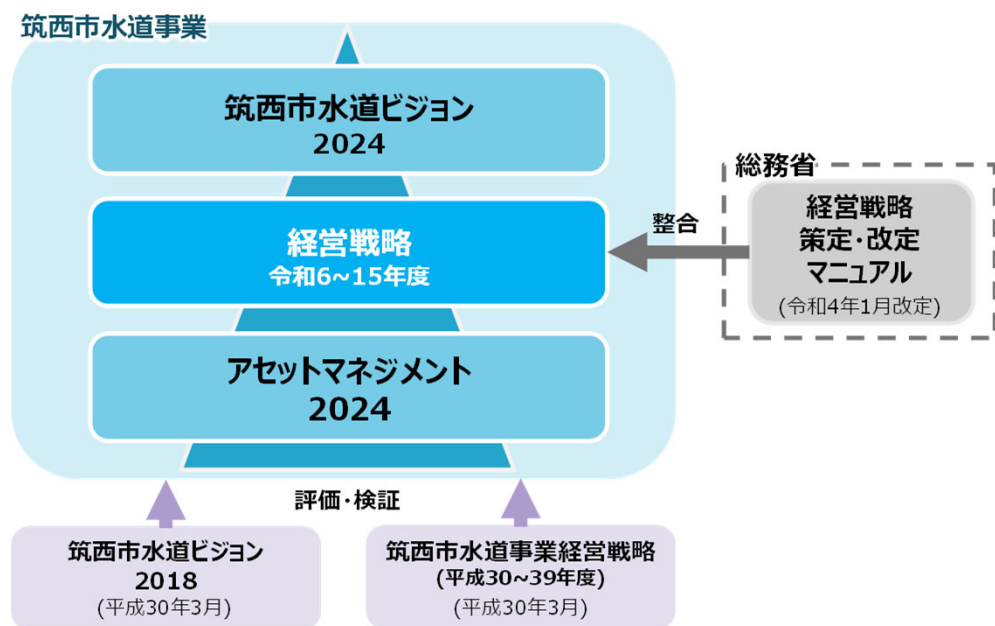 筑西市水道事業
筑西市水道ビジョン
2024
経営戦略
令和6~15年度
アセットマネジメント
2024
総務省
経営戦略
策定・改定
マニュアル
(令和4年1月改定)
整合
評価・検証
筑西市水道ビジョン
2018
(平成30年3月)
筑西市水道事業経営戦略
(平成30~39年度)
(平成30年3月)